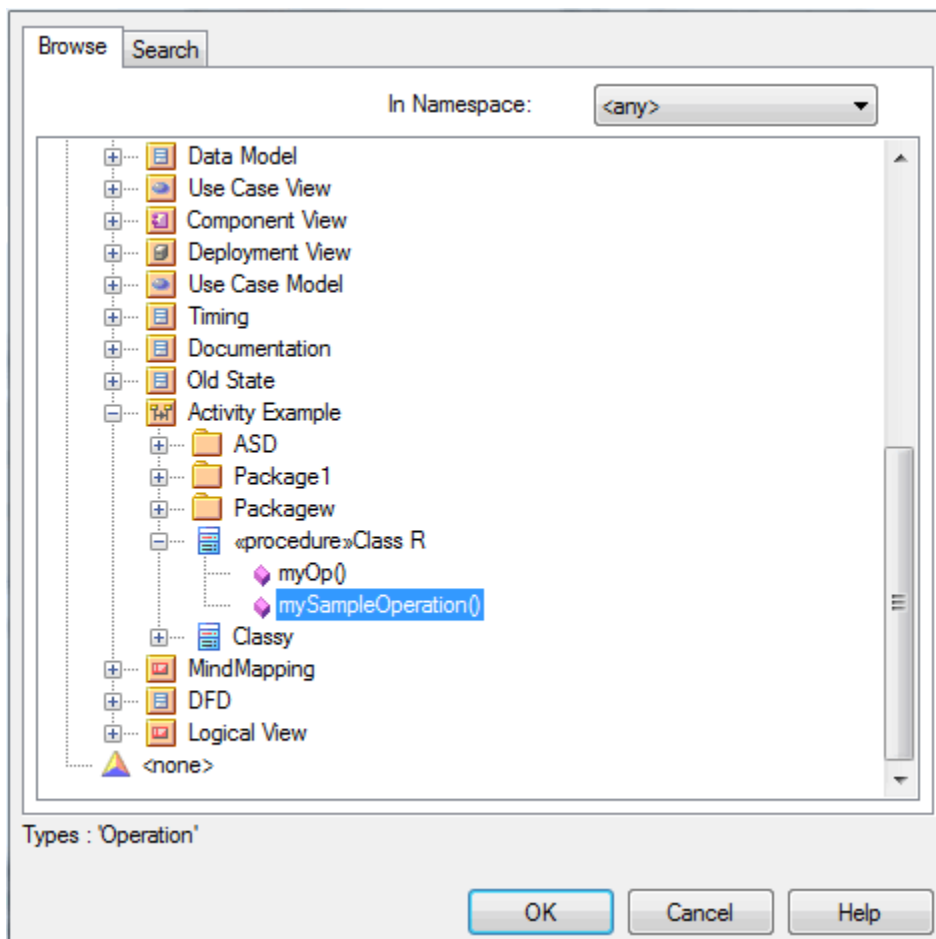 Browse Search
In Namespace: <any>
Data Model
Use Case View
Component View
Deployment View
Use Case Model
Timing
Documentation
Old State
Activity Example
ASD
Package1
Packagew
«procedure»Class R
myOp()
mySampleOperation()
Classy
MindMapping
DFD
Logical View
<none>
Types : 'Operation'
OK Cancel Help